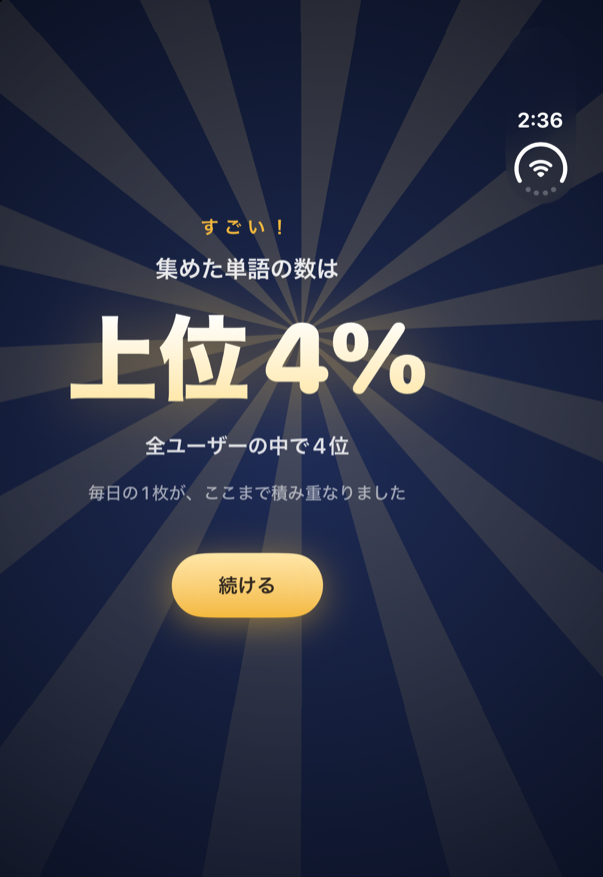 2:36
すごい！
集めた単語の数は
上位4%
全ユーザーの中で4位
毎日の1枚が、ここまで積み重なりました
続ける